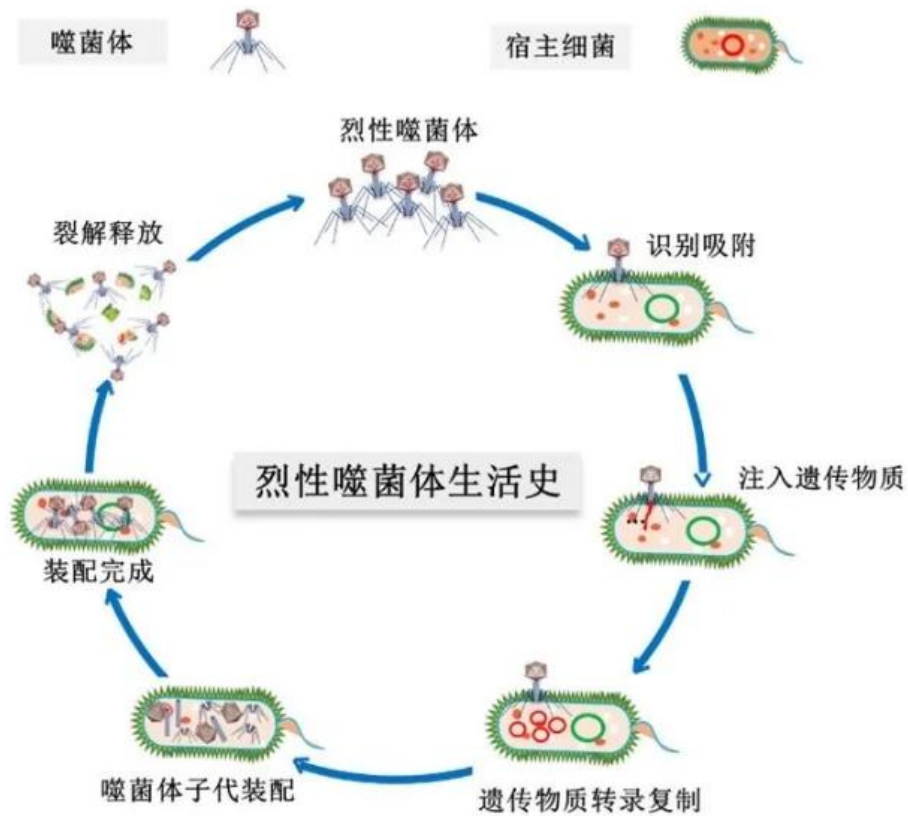 噬菌体
宿主细菌
烈性噬菌体
识别吸附
注入遗传物质
遗传物质转录复制
噬菌体子代装配
装配完成
裂解释放
烈性噬菌体生活史